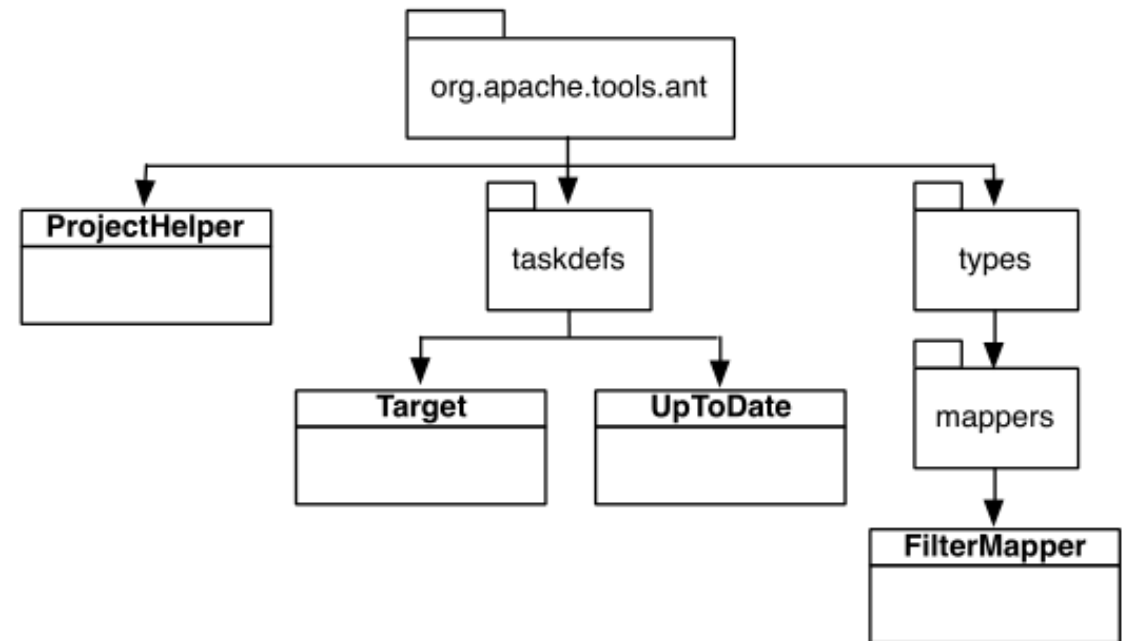 org.apache.tools.ant
ProjectHelper
taskdefs
types
Target
UpToDate
mappers
FilterMapper